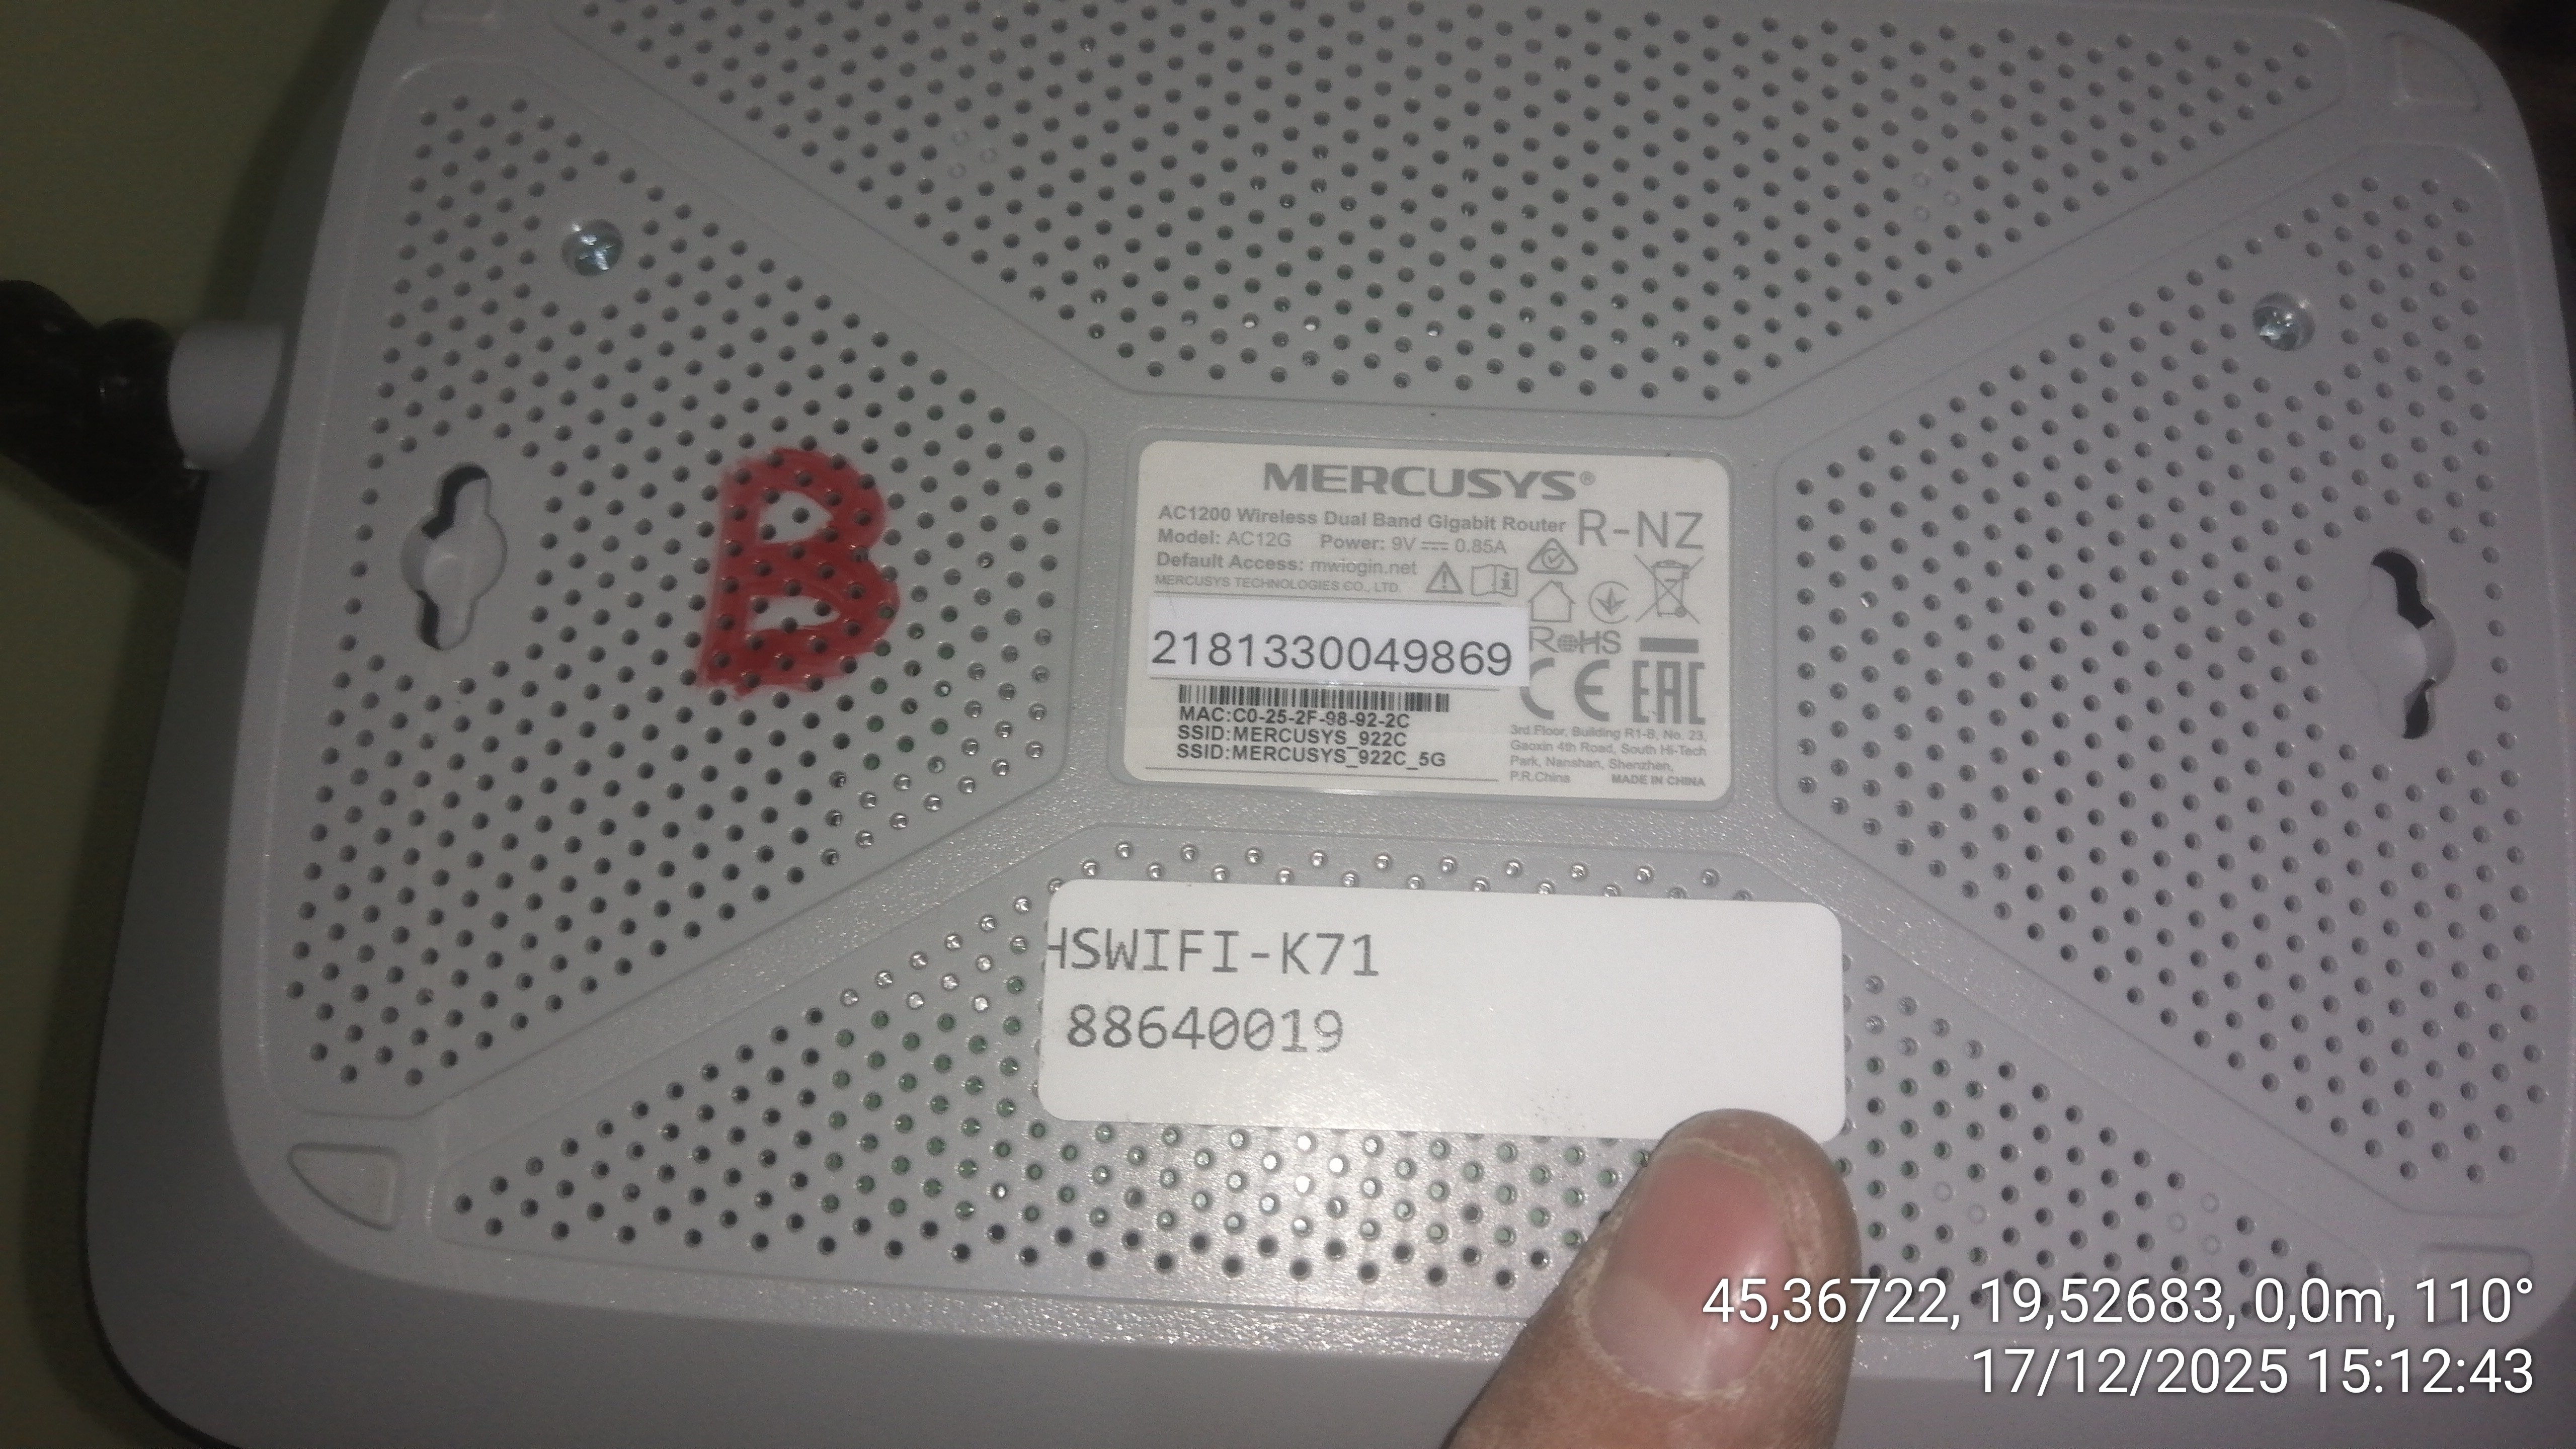 B
MERCUSYS®
AC1200 Wireless Dual Band Gigabit Router
R-NZ
Model: AC12G Power: 9V⎓0.85A
Default Access: mwlogin.net
MERCUSYS TECHNOLOGIES CO., LTD.
2181330049869
RoHS
CE EAC
MAC:C0-25-2F-98-92-2C
SSID:MERCUSYS_922C
SSID:MERCUSYS_922C_5G
3rd Floor, Building R1-B, No. 23,
Gaoxin 4th Road, South Hi-Tech
Park, Nanshan, Shenzhen,
P.R.China MADE IN CHINA
HSWIFI-K71
88640019
45,36722, 19,52683, 0,0m, 110°
17/12/2025 15:12:43